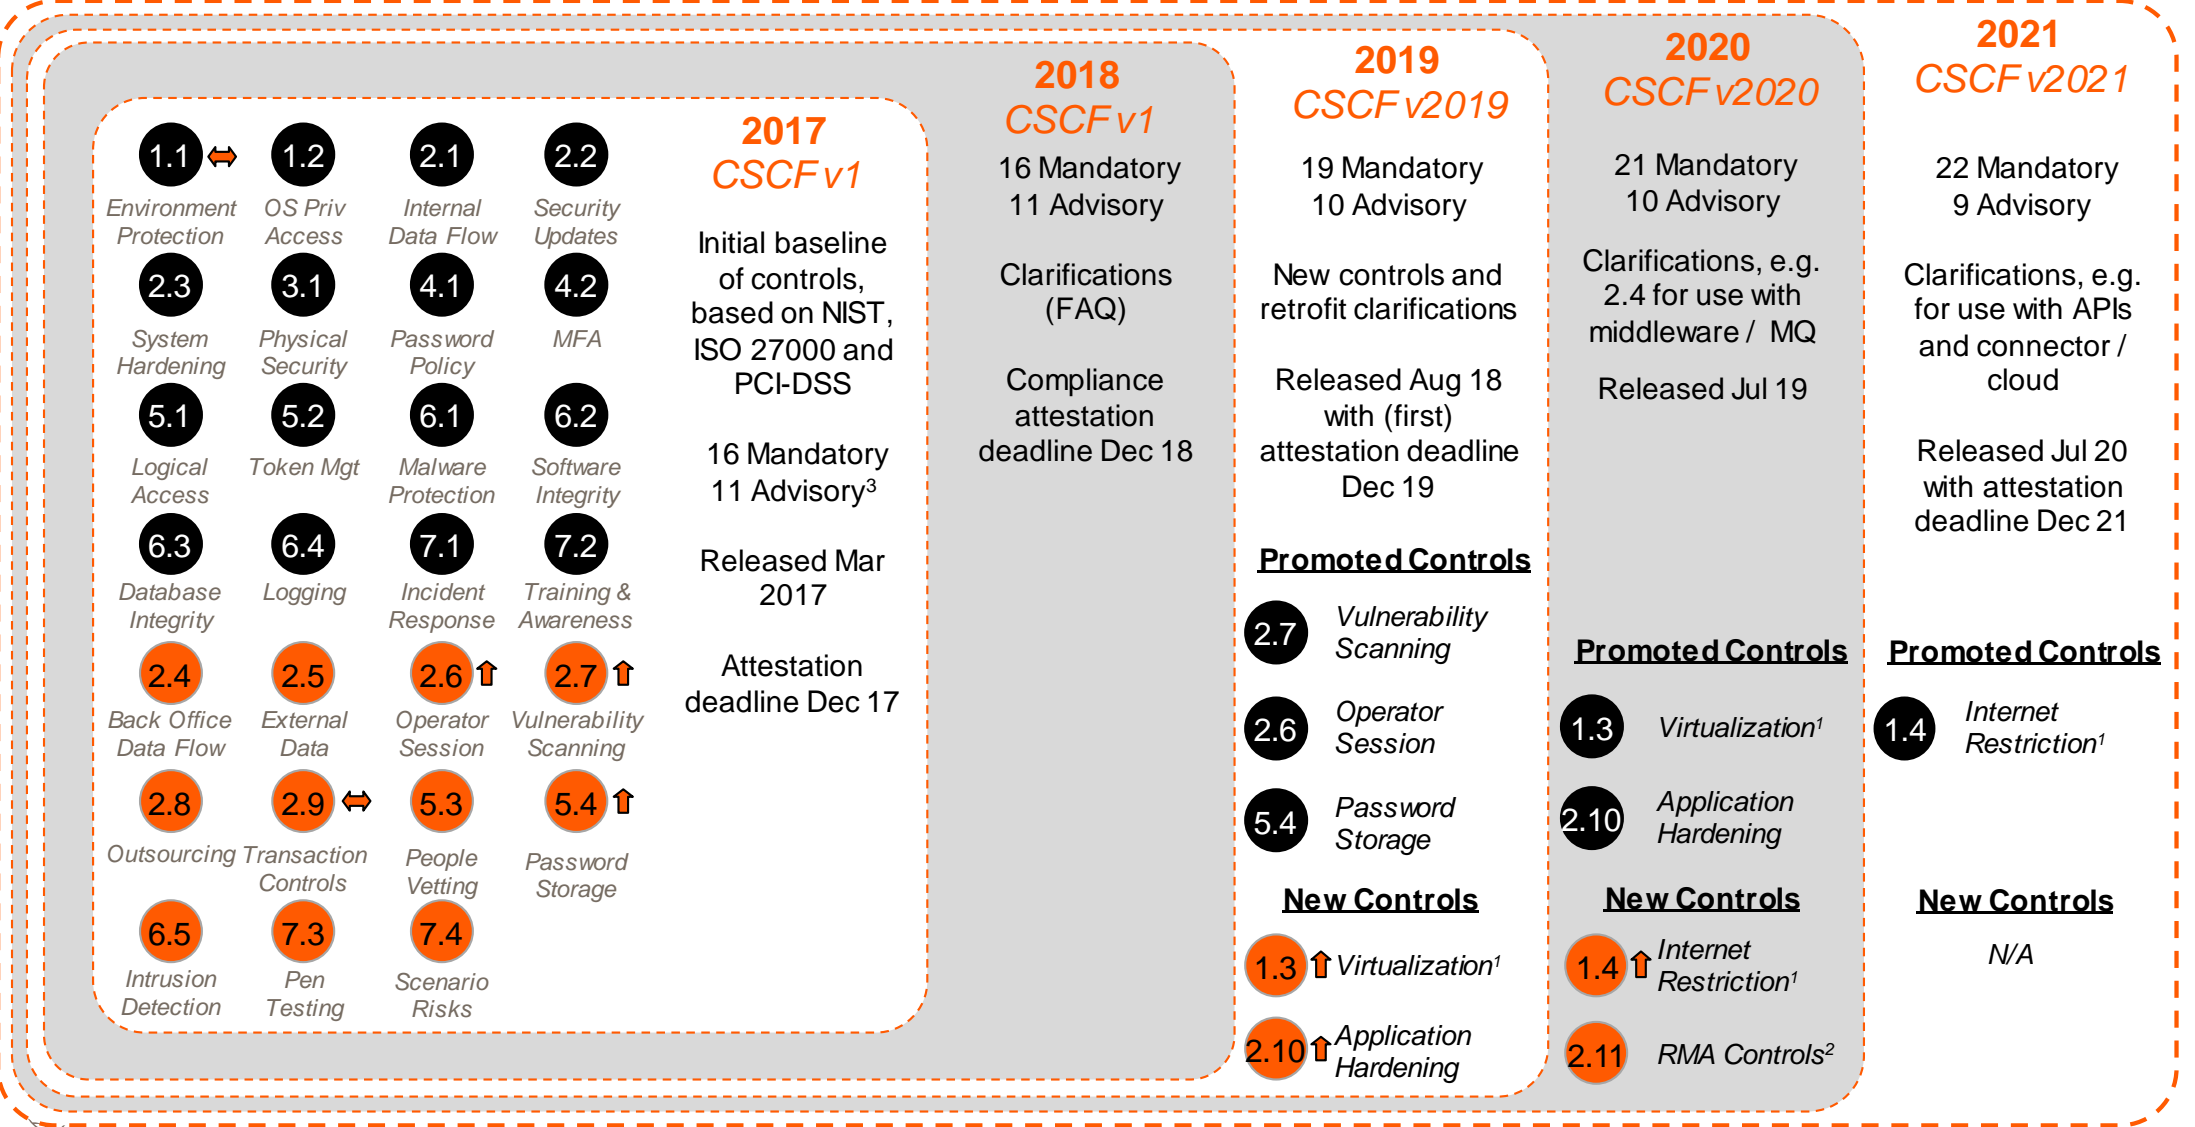 1.1
1.2
2.1
2.2
Environment
Protection
OS Priv
Access
Internal
Data Flow
Security
Updates
2.3
3.1
4.1
4.2
System
Hardening
Physical
Security
Password
Policy
MFA
5.1
5.2
6.1
6.2
Logical
Access
Token Mgt
Malware
Protection
Software
Integrity
6.3
6.4
7.1
7.2
Database
Integrity
Logging
Incident
Response
Training &
Awareness
2.4
2.5
2.6
2.7
Back Office
Data Flow
External
Data
Operator
Session
Vulnerability
Scanning
2.8
2.9
5.3
5.4
Outsourcing
Transaction
Controls
People
Vetting
Password
Storage
6.5
7.3
7.4
Intrusion
Detection
Pen
Testing
Scenario
Risks
2017
CSCF v1
Initial baseline
of controls,
based on NIST,
ISO 27000 and
PCI-DSS
16 Mandatory
11 Advisory³
Released Mar
2017
Attestation
deadline Dec 17
2018
CSCF v1
16 Mandatory
11 Advisory
Clarifications
(FAQ)
Compliance
attestation
deadline Dec 18
2019
CSCF v2019
19 Mandatory
10 Advisory
New controls and
retrofit clarifications
Released Aug 18
with (first)
attestation deadline
Dec 19
Promoted Controls
2.7
Vulnerability
Scanning
2.6
Operator
Session
5.4
Password
Storage
New Controls
1.3
Virtualization¹
2.10
Application
Hardening
2020
CSCF v2020
21 Mandatory
10 Advisory
Clarifications, e.g.
2.4 for use with
middleware / MQ
Released Jul 19
Promoted Controls
1.3
Virtualization¹
2.10
Application
Hardening
New Controls
1.4
Internet
Restriction¹
2.11
RMA Controls²
2021
CSCF v2021
22 Mandatory
9 Advisory
Clarifications, e.g.
for use with APIs
and connector /
cloud
Released Jul 20
with attestation
deadline Dec 21
Promoted Controls
1.4
Internet
Restriction¹
New Controls
N/A